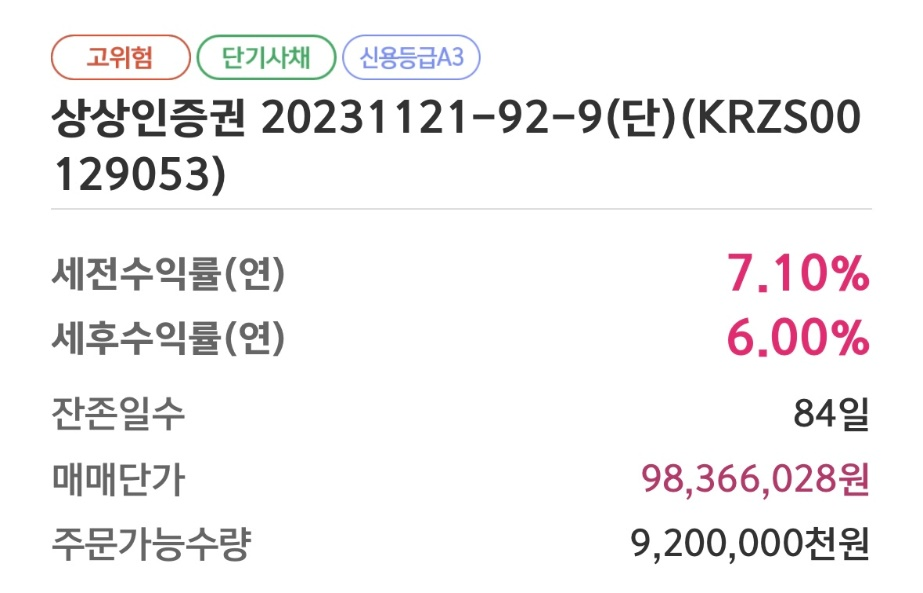 고위험 단기사채 신용등급A3
상상인증권 20231121-92-9(단)(KRZS00
129053)
세전수익률(연) 7.10%
세후수익률(연) 6.00%
잔존일수 84일
매매단가 98,366,028원
주문가능수량 9,200,000천원